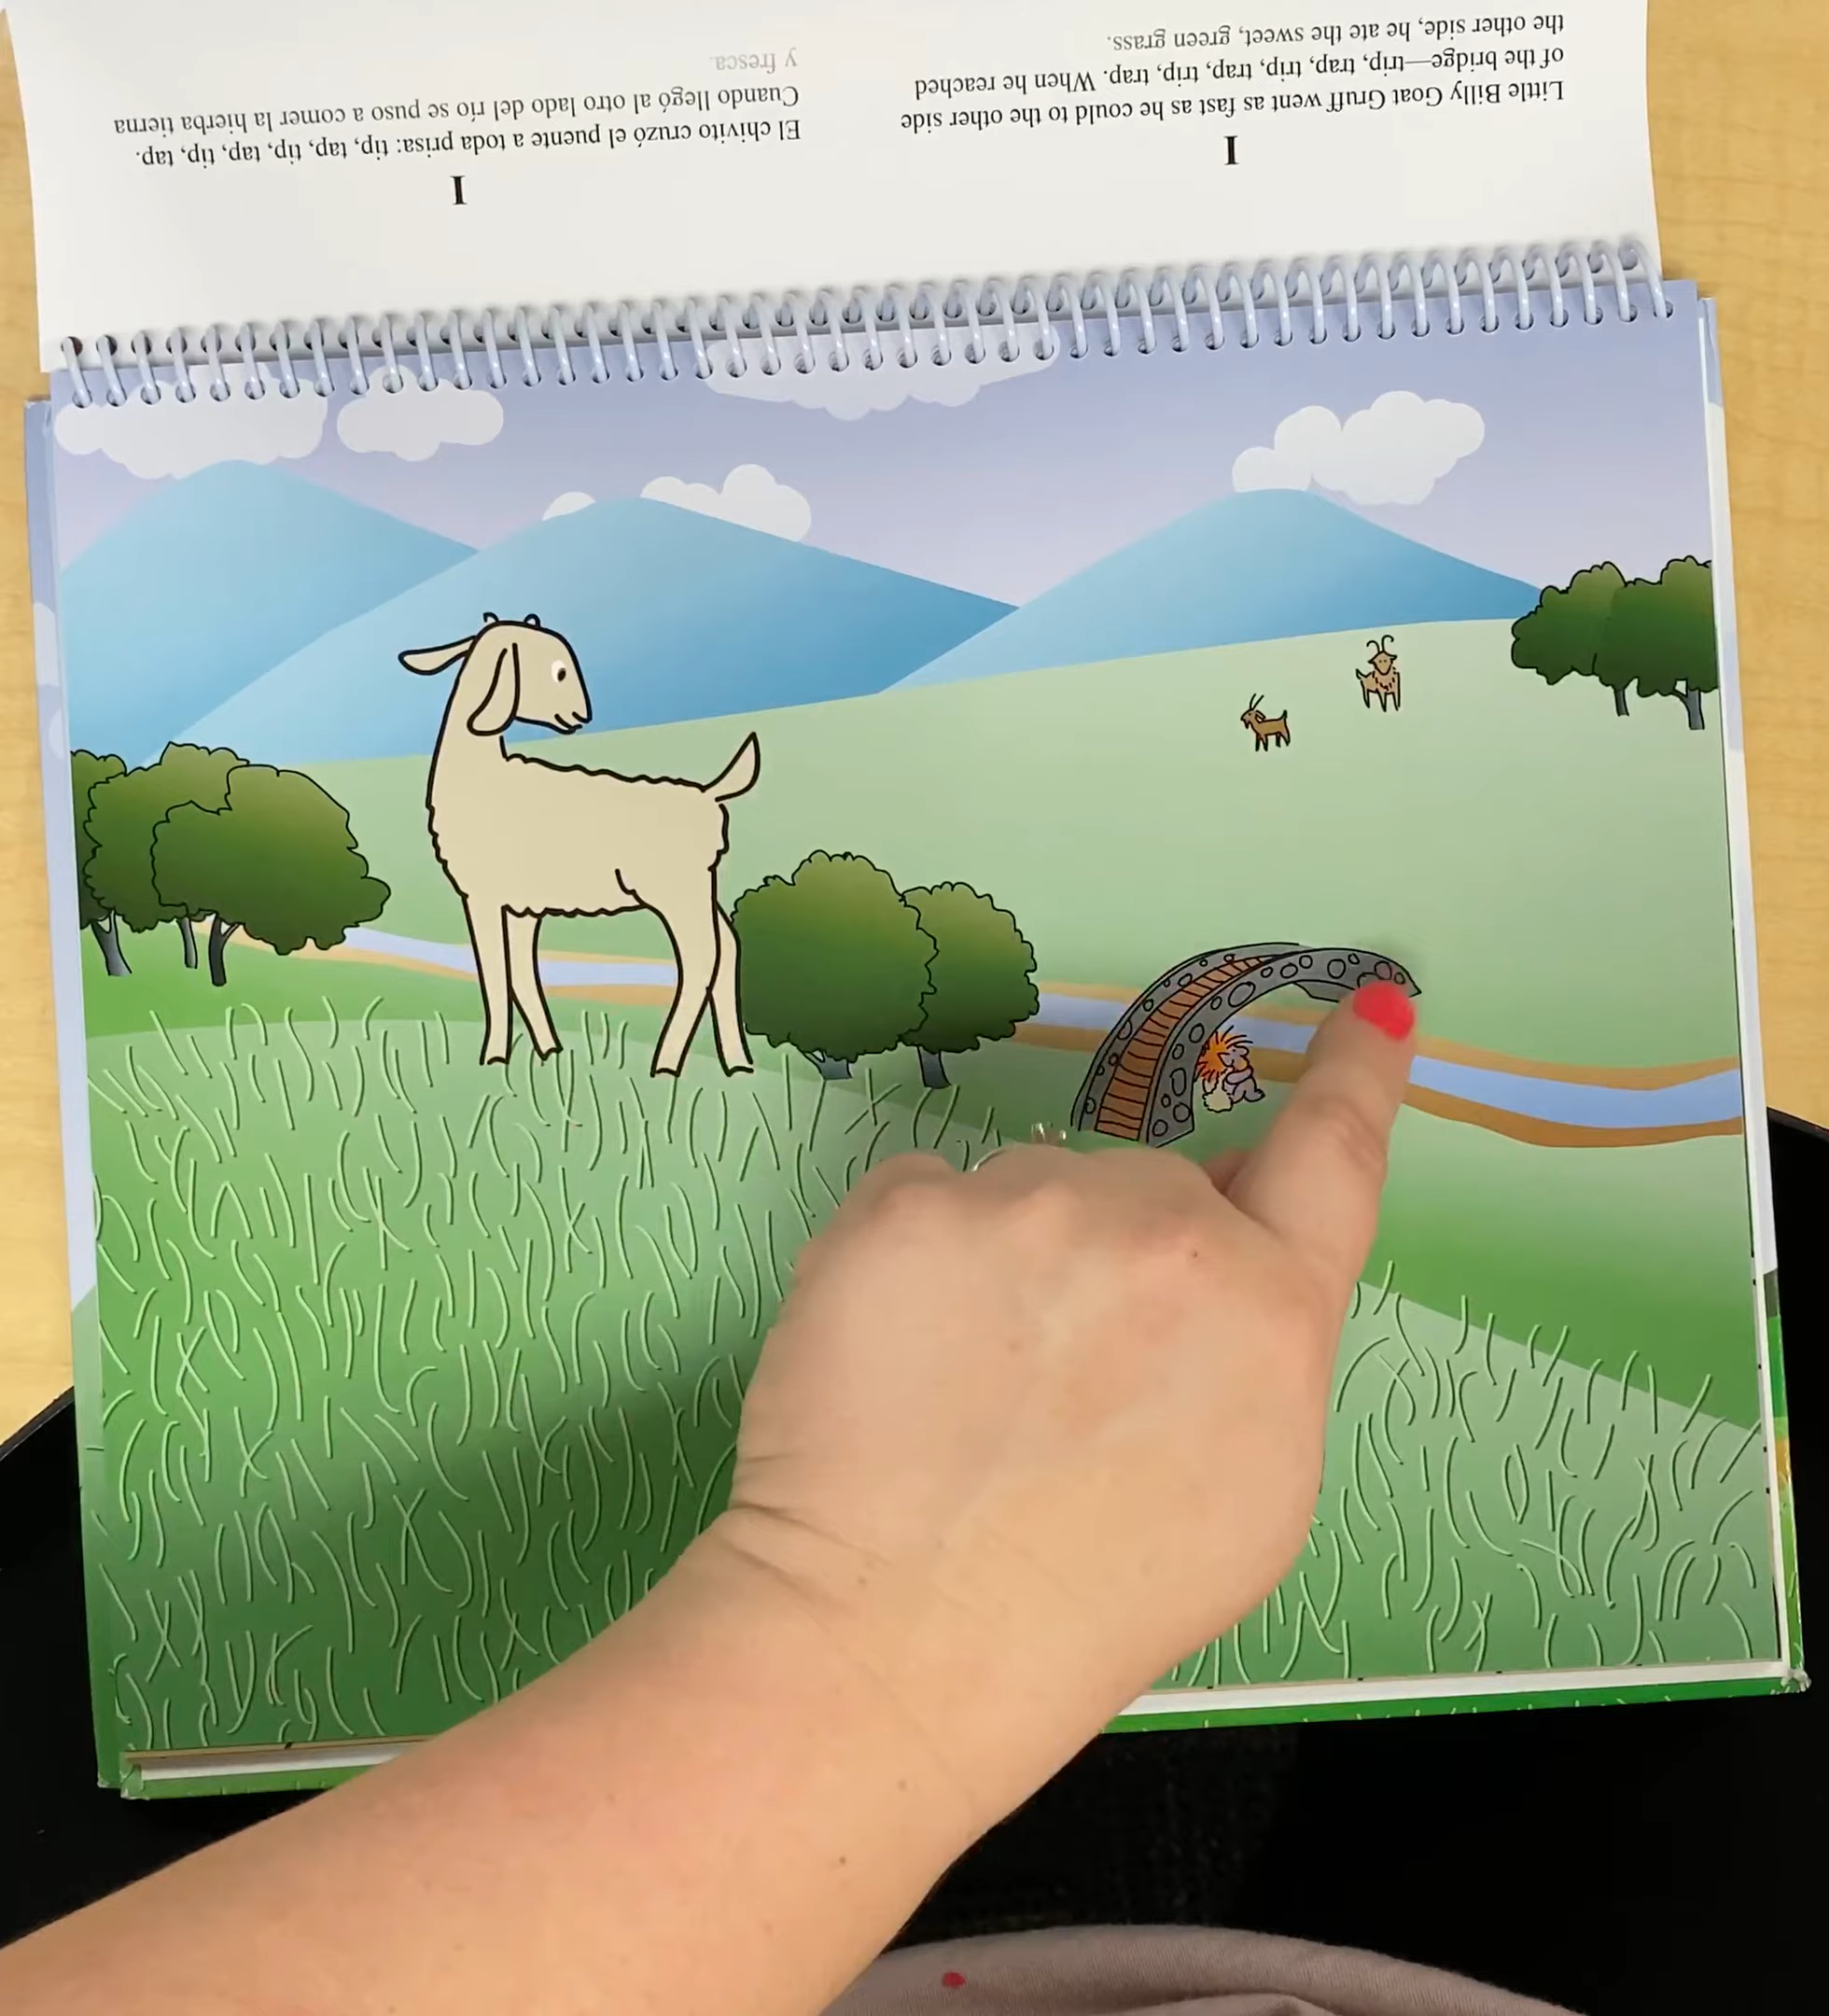 I
Little Billy Goat Gruff went as fast as he could to the other side
of the bridge—trip, trap, trip, trap, trip, trap. When he reached
the other side, he ate the sweet, green grass.
I
El chivito cruzó el puente a toda prisa: tip, tap, tip, tap, tip, tap.
Cuando llegó al otro lado del río se puso a comer la hierba tierna
y fresca.